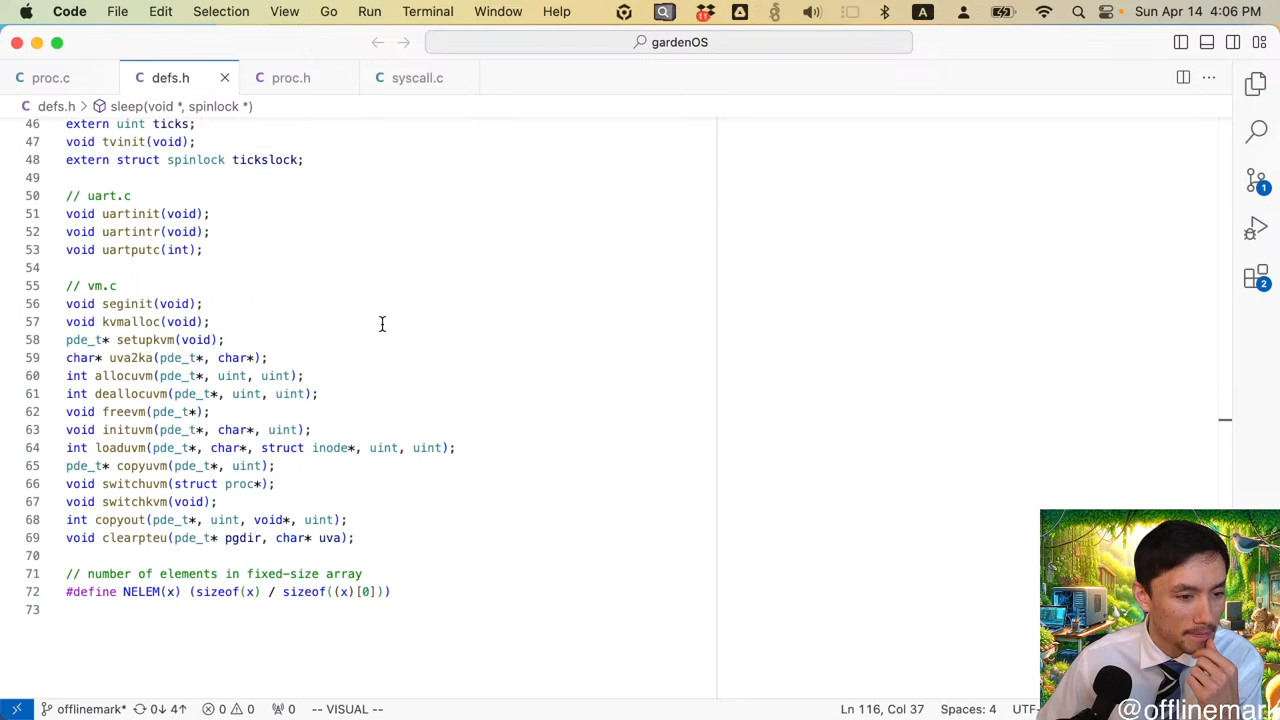 Code File Edit Selection View Go Run Terminal Window Help 11 A Sun Apr 14 4:06 PM
gardenOS
C proc.c C defs.h C proc.h C syscall.c
C defs.h > sleep(void *, spinlock *)
46 extern uint ticks;
47 void tvinit(void);
48 extern struct spinlock tickslock;
49
50 // uart.c
51 void uartinit(void);
52 void uartintr(void);
53 void uartputc(int);
54
55 // vm.c
56 void seginit(void);
57 void kvmalloc(void);
58 pde_t* setupkvm(void);
59 char* uva2ka(pde_t*, char*);
60 int allocuvm(pde_t*, uint, uint);
61 int deallocuvm(pde_t*, uint, uint);
62 void freevm(pde_t*);
63 void inituvm(pde_t*, char*, uint);
64 int loaduvm(pde_t*, char*, struct inode*, uint, uint);
65 pde_t* copyuvm(pde_t*, uint);
66 void switchuvm(struct proc*);
67 void switchkvm(void);
68 int copyout(pde_t*, uint, void*, uint);
69 void clearpteu(pde_t* pgdir, char* uva);
70
71 // number of elements in fixed-size array
72 #define NELEM(x) (sizeof(x) / sizeof((x)[0]))
73
1
2
offlinemark* 0↓ 4↑ 0 0 0 -- VISUAL -- Ln 116, Col 37 Spaces: 4 UTF-
@offlinemark